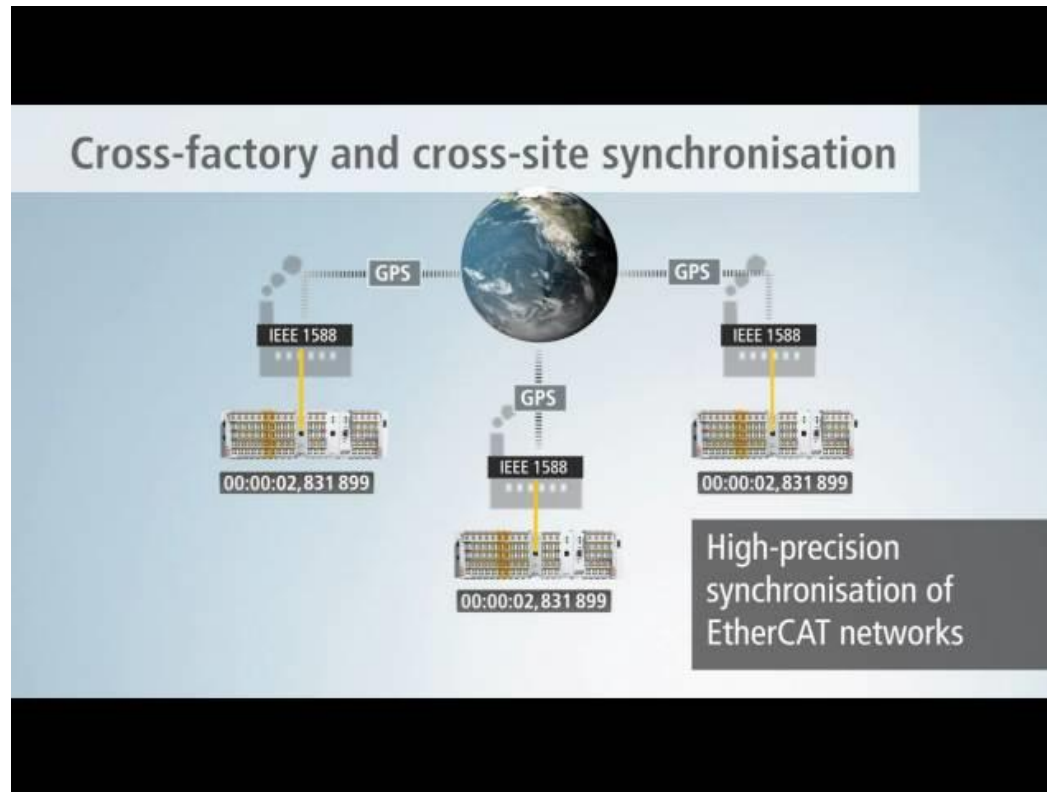 Cross-factory and cross-site synchronisation
GPS
GPS
IEEE 1588
IEEE 1588
GPS
IEEE 1588
00:00:02,831 899
00:00:02,831 899
00:00:02,831 899
High-precision
synchronisation of
EtherCAT networks